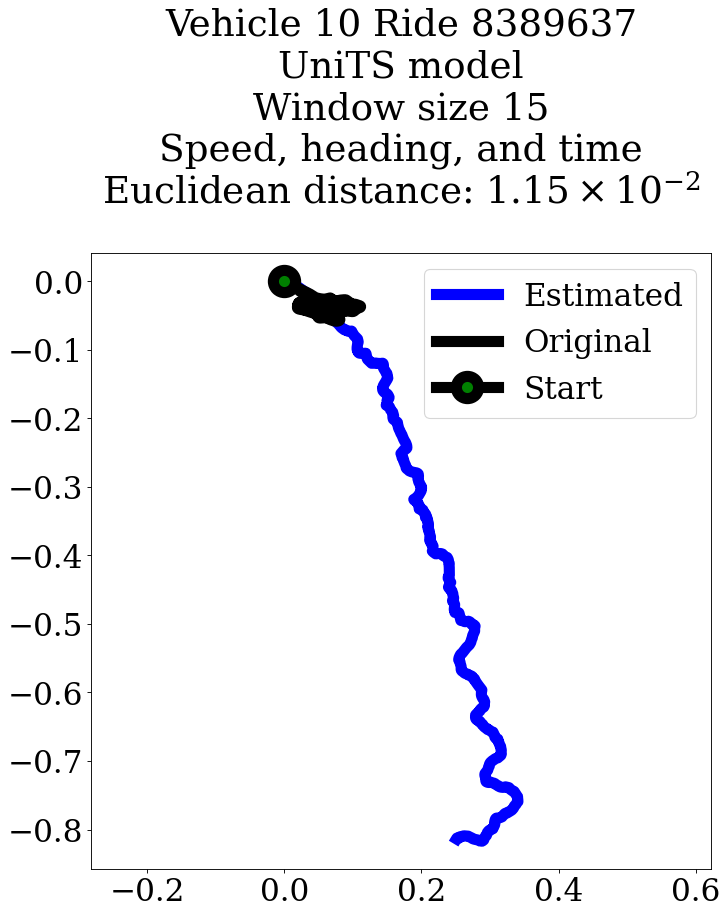 Vehicle 10 Ride 8389637
UniTS model
Window size 15
Speed, heading, and time
Euclidean distance: 1.15 × 10⁻²
Estimated
Original
Start
0.0
−0.1
−0.2
−0.3
−0.4
−0.5
−0.6
−0.7
−0.8
−0.2 0.0 0.2 0.4 0.6